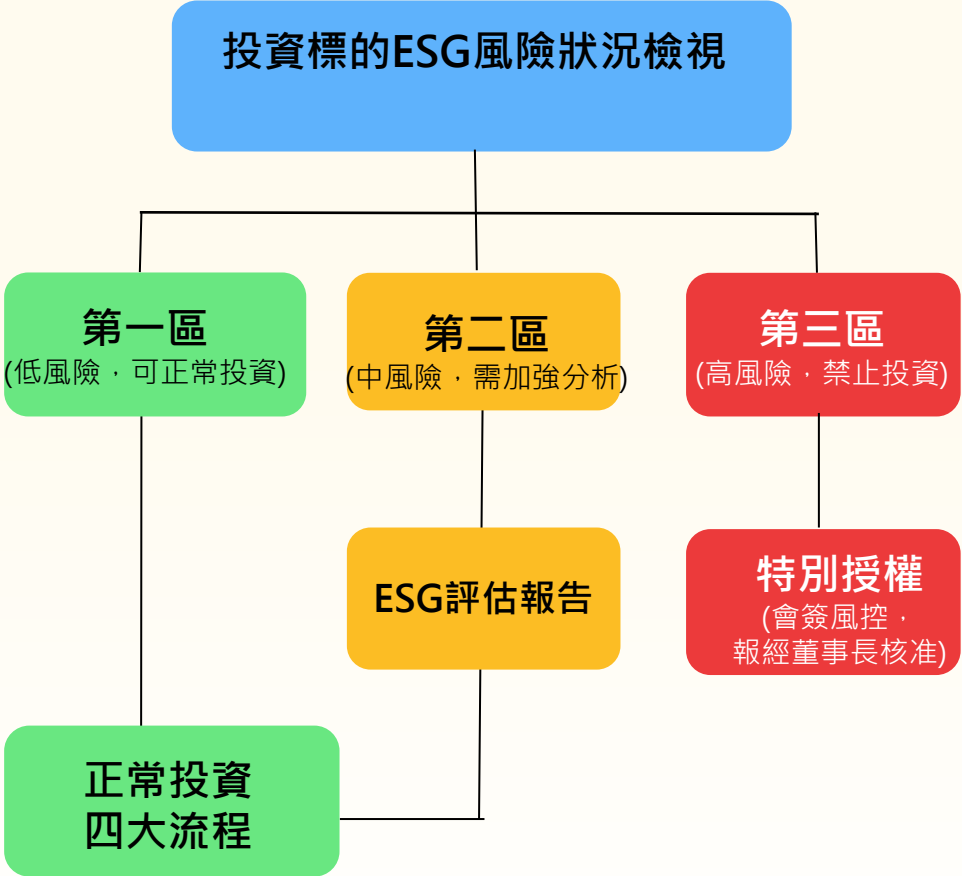 投資標的ESG風險狀況檢視
第一區
(低風險，可正常投資)
第二區
(中風險，需加強分析)
第三區
(高風險，禁止投資)
ESG評估報告
特別授權
(會簽風控，
報經董事長核准)
正常投資
四大流程